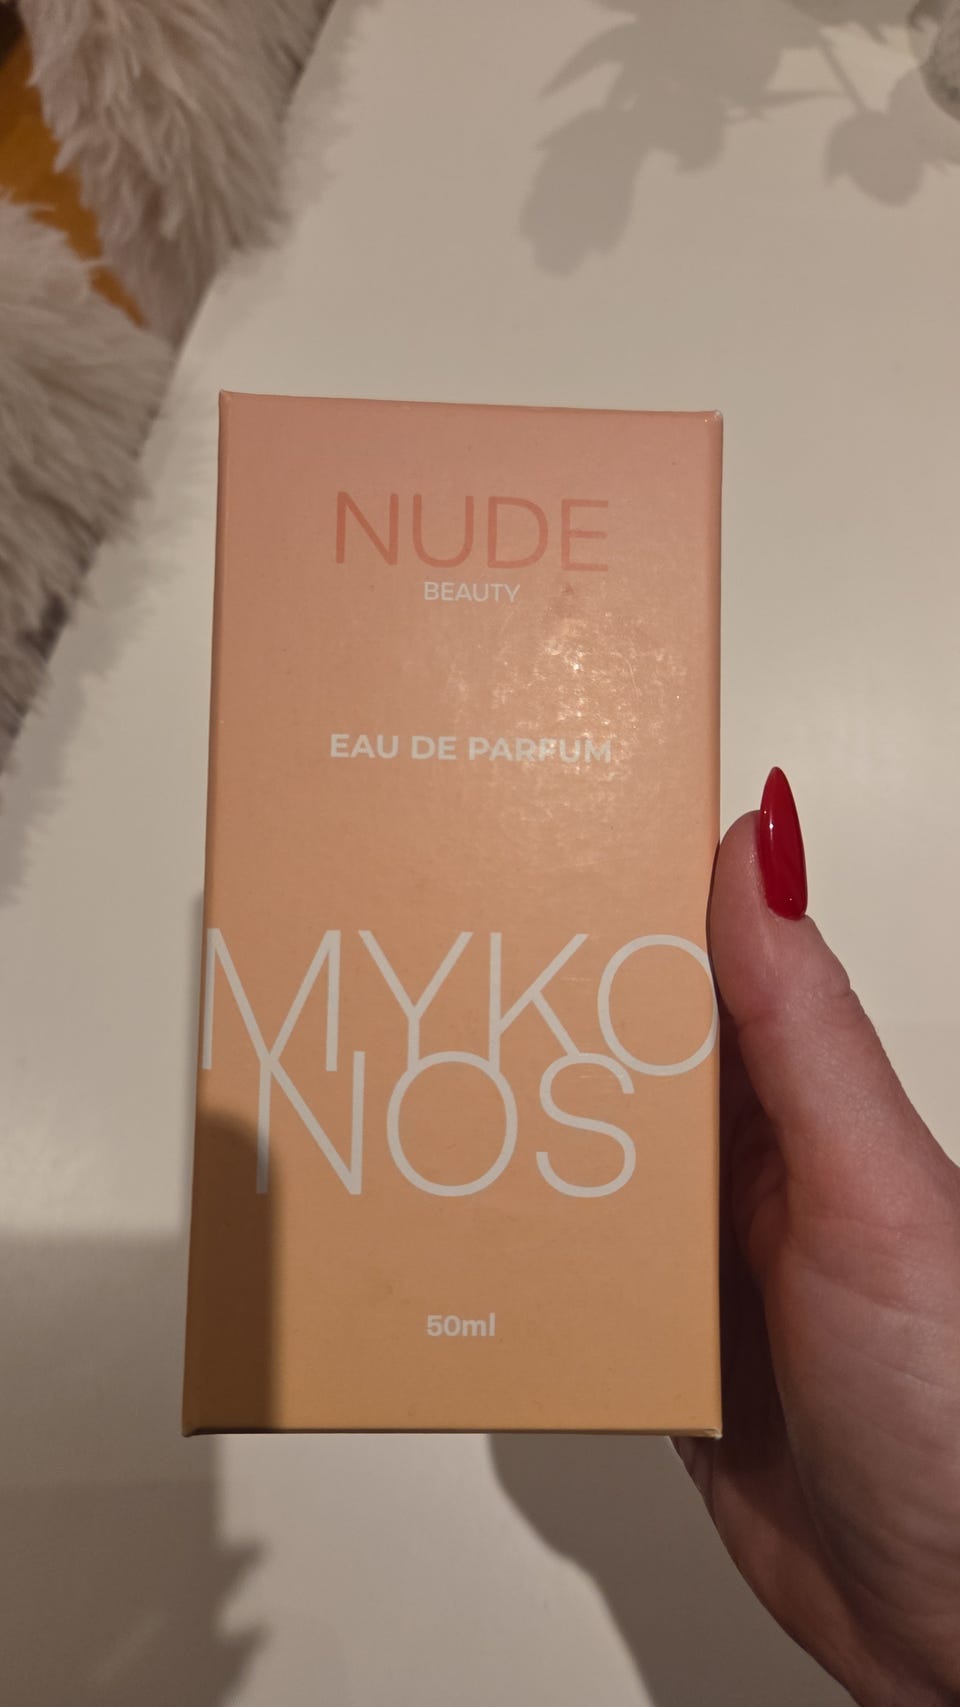 NUDE
BEAUTY
EAU DE PARFUM
MYKO
NOS
50ml